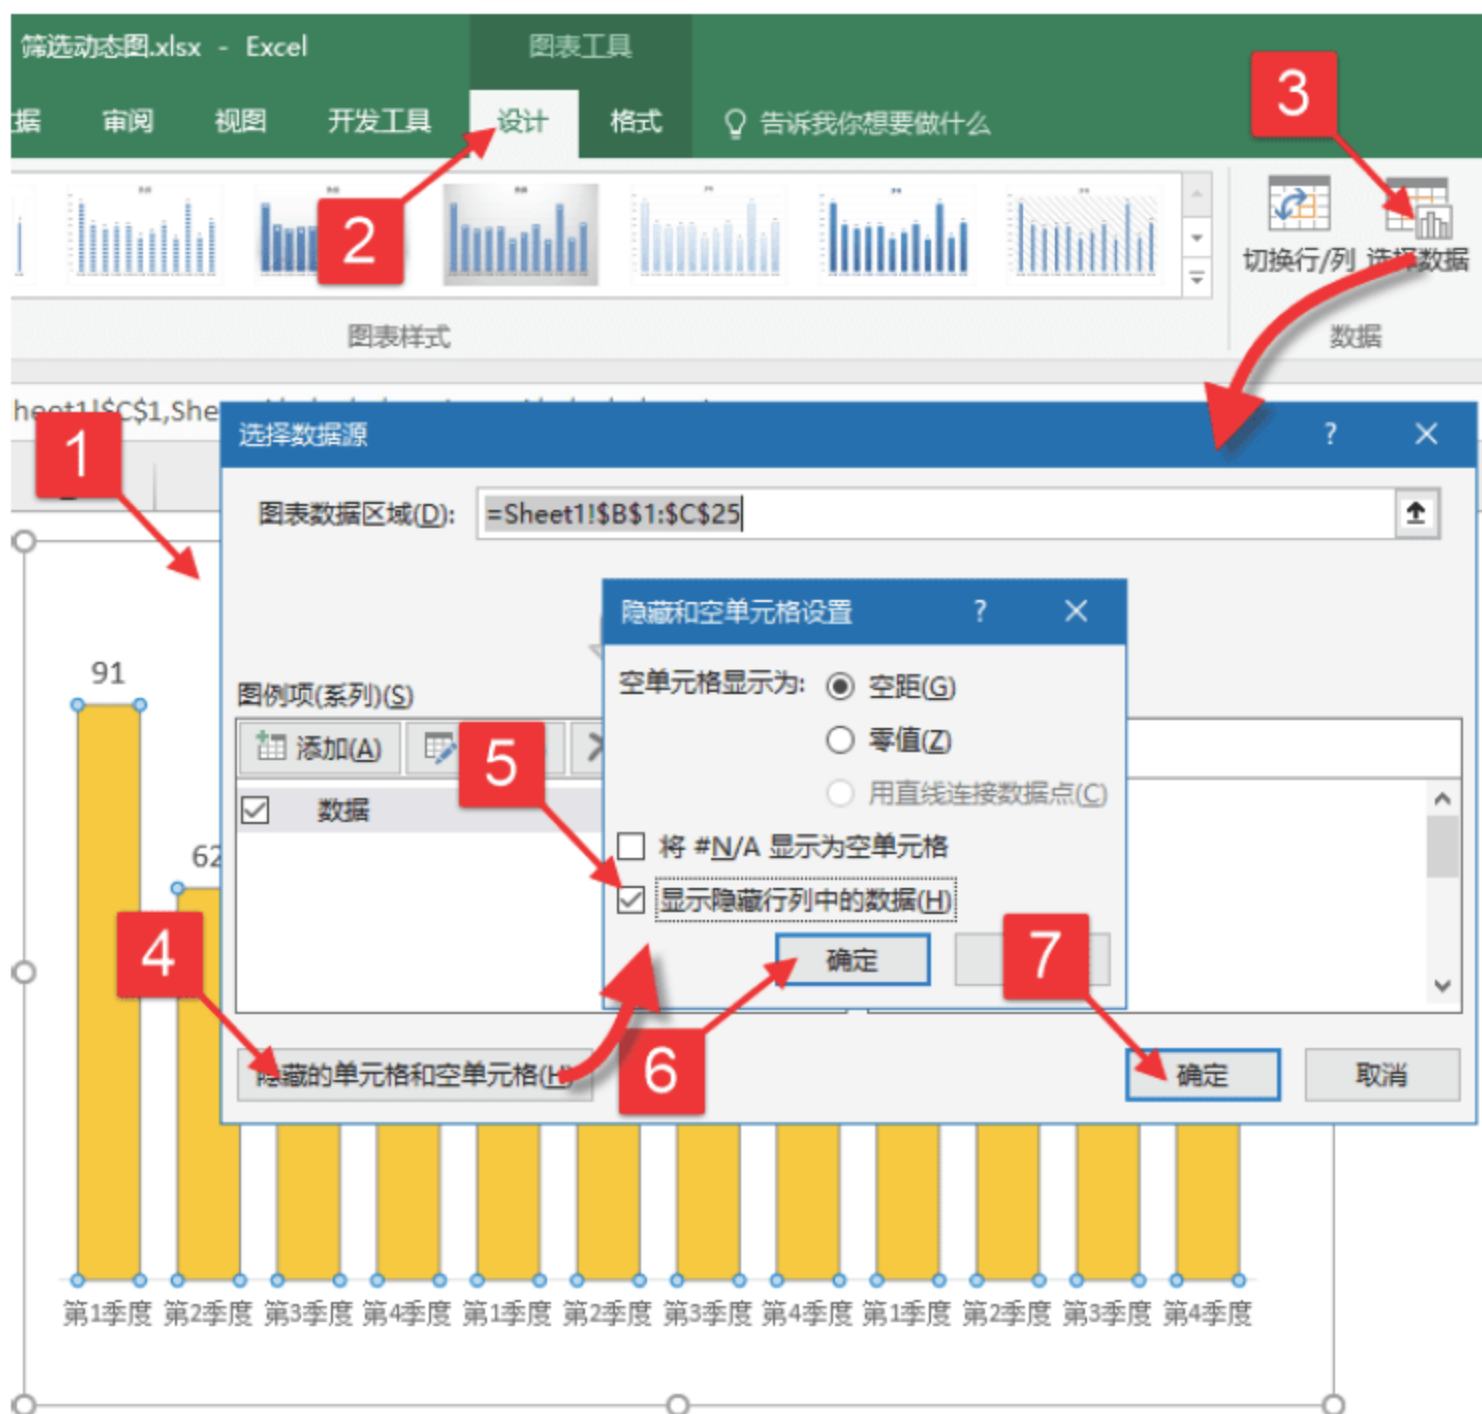 筛选动态图.xlsx - Excel
图表工具
3
据 审阅 视图 开发工具 设计 格式 告诉我你想要做什么
2
切换行/列 选择数据
图表样式
数据
heet1!$C$1,She
1
选择数据源 ?
图表数据区域(D): =Sheet1!$B$1:$C$25
隐藏和空单元格设置 ?
空单元格显示为: 空距(G)
零值(Z)
用直线连接数据点(C)
将 #N/A 显示为空单元格
显示隐藏行列中的数据(H)
确定
91
图例项(系列)(S)
添加(A)
5
数据
62
4
7
6
隐藏的单元格和空单元格(H)
确定 取消
第1季度 第2季度 第3季度 第4季度 第1季度 第2季度 第3季度 第4季度 第1季度 第2季度 第3季度 第4季度